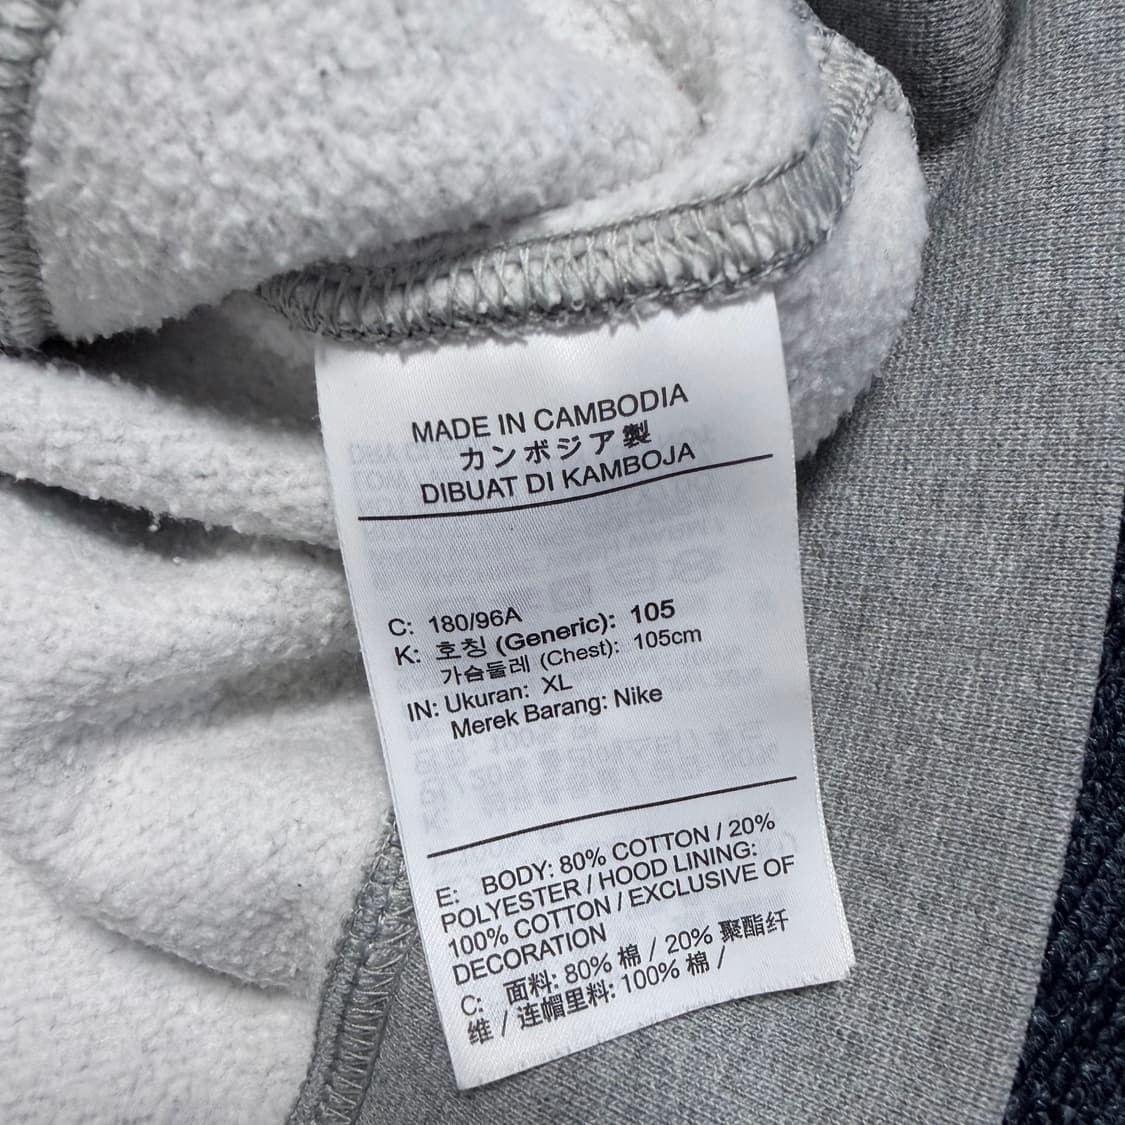 MADE IN CAMBODIA
カンボジア製
DIBUAT DI KAMBOJA
C: 180/96A
K: 호칭 (Generic): 105
가슴둘레 (Chest): 105cm
IN: Ukuran: XL
Merek Barang: Nike
E: BODY: 80% COTTON / 20%
POLYESTER / HOOD LINING:
100% COTTON / EXCLUSIVE OF
DECORATION
C: 面料: 80% 棉 / 20% 聚酯纤
维 / 连帽里料: 100% 棉 /